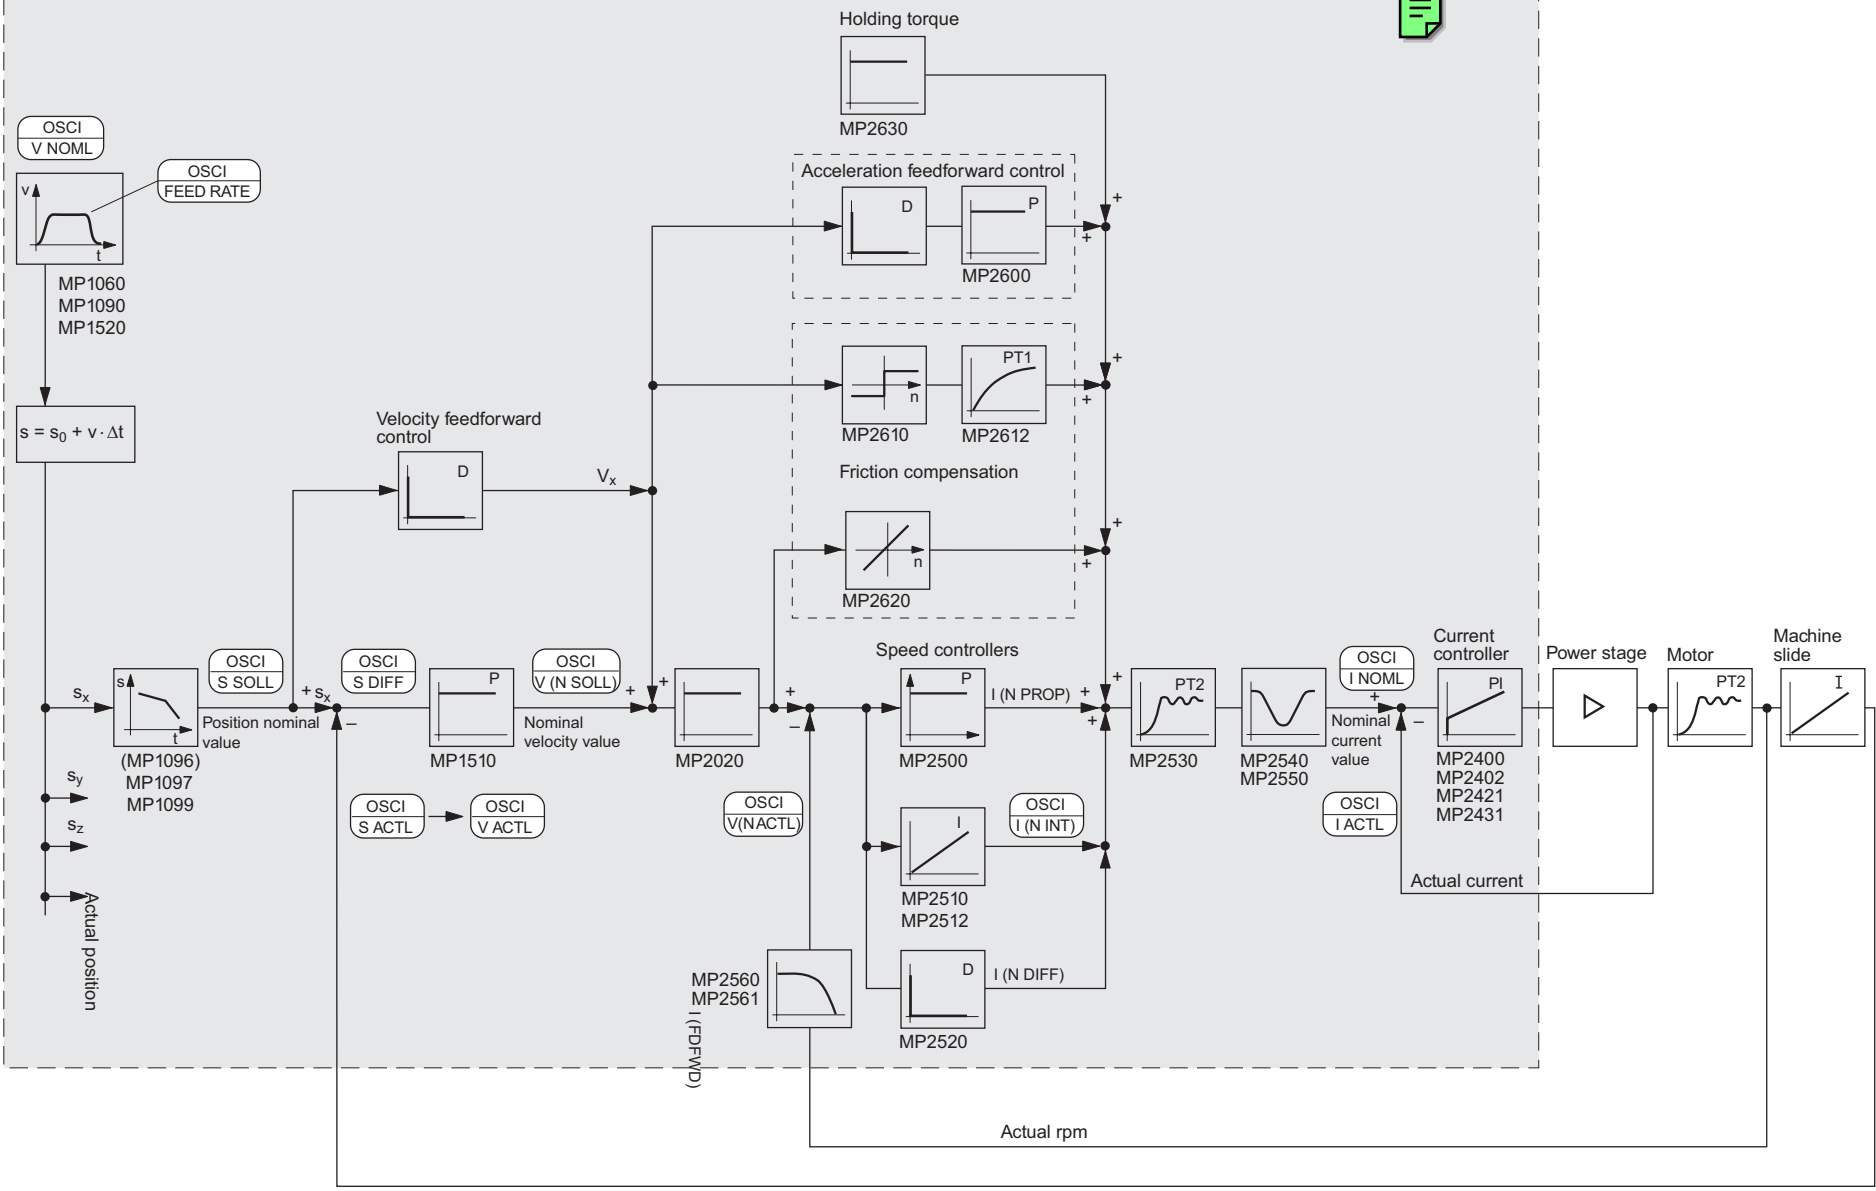 Holding torque
MP2630
OSCI
V NOML
OSCI
FEED RATE
v
t
MP1060
MP1090
MP1520
Acceleration feedforward control
D
P
MP2600
+
+
s = s0 + v · Δt
Velocity feedforward
control
D
Vx
n
MP2610
PT1
MP2612
+
+
Friction compensation
n
MP2620
+
+
sx
s
t
(MP1096)
MP1097
MP1099
OSCI
S SOLL
Position nominal
value
+ sx
–
OSCI
S DIFF
P
MP1510
OSCI
V (N SOLL)
Nominal
velocity value
+
+
MP2020
+
–
Speed controllers
P
MP2500
I (N PROP)
+
+
+
PT2
MP2530
MP2540
MP2550
OSCI
I NOML
+
–
Nominal
current
value
Current
controller
PI
MP2400
MP2402
MP2421
MP2431
Power stage
Motor
PT2
Machine
slide
I
sy
sz
Actual position
OSCI
S ACTL
OSCI
V ACTL
OSCI
V(N ACTL)
I
MP2510
MP2512
OSCI
I (N INT)
OSCI
I ACTL
Actual current
MP2560
MP2561
I (FDFWD)
D
MP2520
I (N DIFF)
Actual rpm